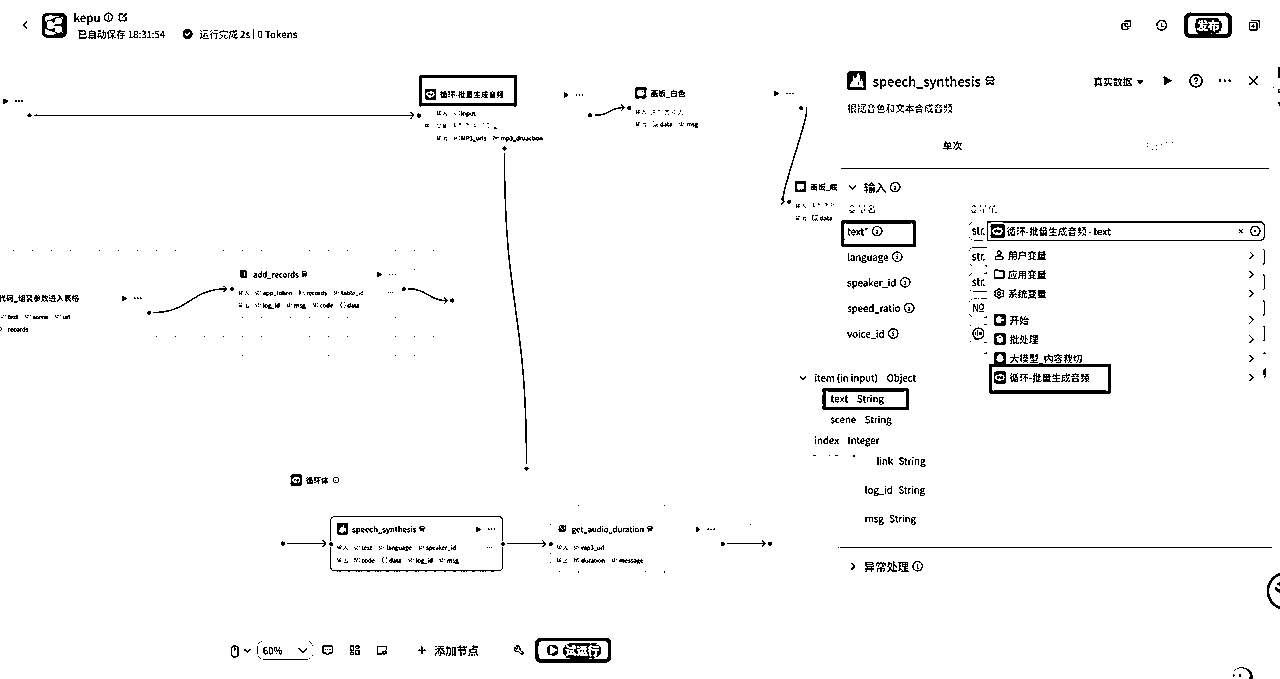 kepu
已自动保存 18:31:54 运行完成 2s | 0 Tokens
发布
循环-批量生成音频
输入 input
输出 MP3_urls mp3_druaction
画板_白色
输出 data msg
画板_底
输出 data
代码_组装参数进入表格
text scene url
records
add_records
输入 app_token records table_id
输出 log_id msg code data
循环体
speech_synthesis
输入 text language speaker_id
输出 code data log_id msg
get_audio_duration
输入 mp3_url
输出 duration message
60%
添加节点
试运行
speech_synthesis
真实数据
根据音色和文本合成音频
单次
输入
变量名
变量值
text*
str. 循环-批量生成音频 - text
language
str.
speaker_id
str.
speed_ratio
voice_id
用户变量
应用变量
系统变量
开始
批处理
大模型_内容裁切
循环-批量生成音频
item (in input) Object
text String
scene String
index Integer
link String
log_id String
msg String
异常处理